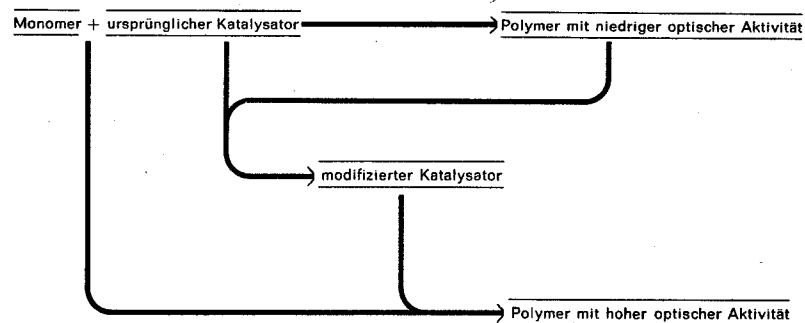 Monomer + ursprünglicher Katalysator
Polymer mit niedriger optischer Aktivität
modifizierter Katalysator
Polymer mit hoher optischer Aktivität